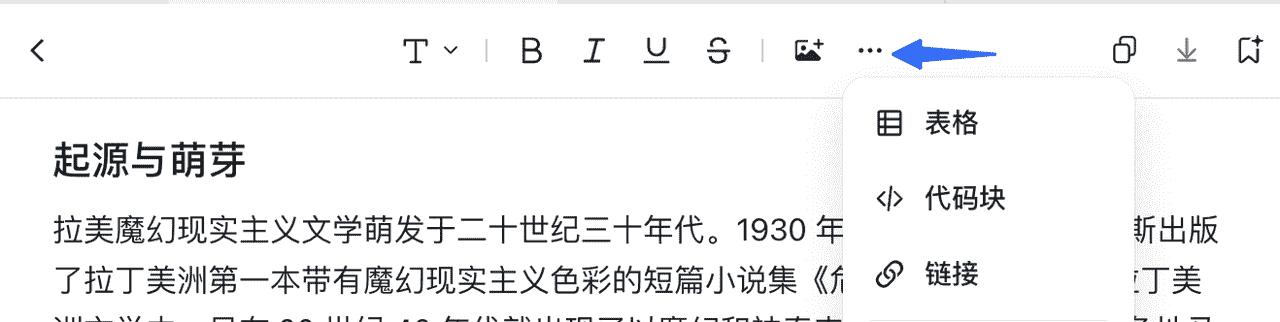 T B I U S
表格
代码块
链接
起源与萌芽
拉美魔幻现实主义文学萌发于二十世纪三十年代。1930 年 斯出版
了拉丁美洲第一本带有魔幻现实主义色彩的短篇小说集《危 拉丁美